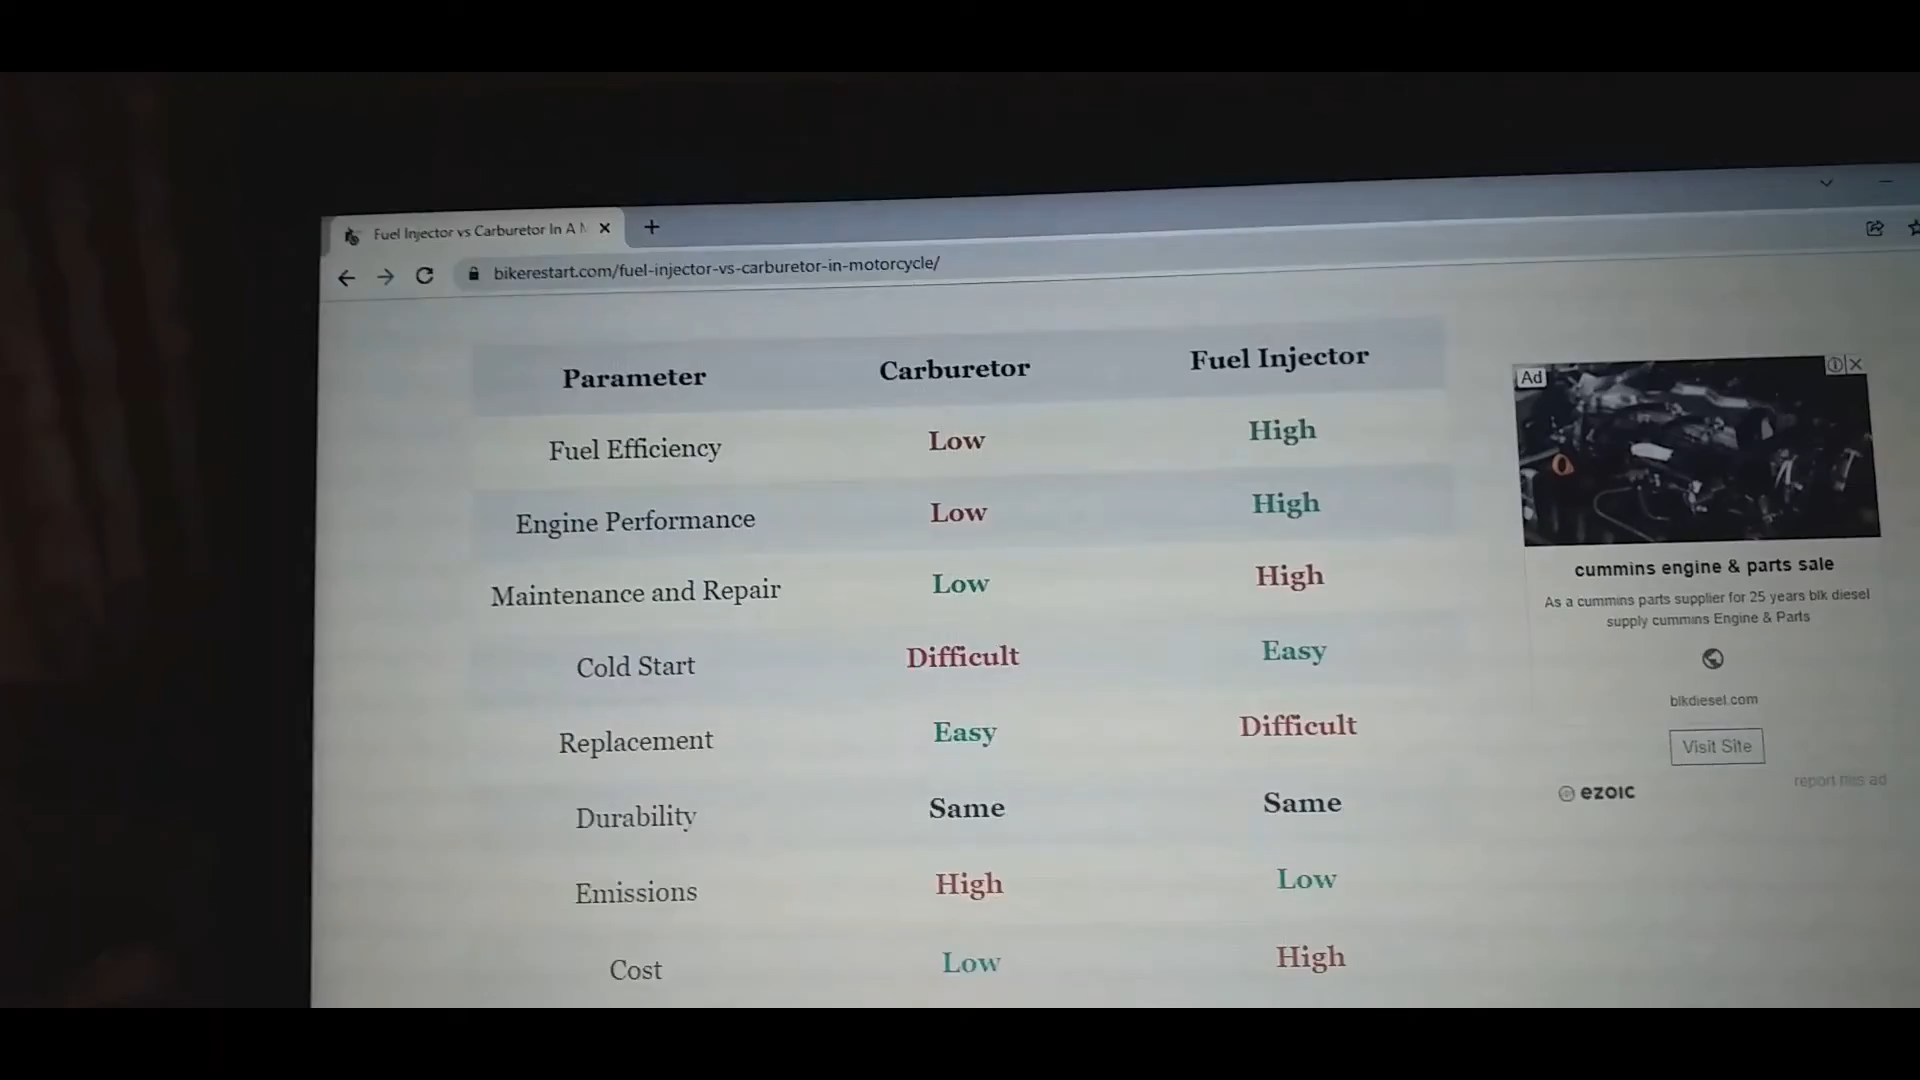 Fuel Injector vs Carburetor In A M
bikerestart.com/fuel-injector-vs-carburetor-in-motorcycle/
Parameter Carburetor Fuel Injector
Fuel Efficiency Low High
Engine Performance Low High
Maintenance and Repair Low High
Cold Start Difficult Easy
Replacement Easy Difficult
Durability Same Same
Emissions High Low
Cost Low High
Ad
cummins engine & parts sale
As a cummins parts supplier for 25 years blk diesel
supply cummins Engine & Parts
blkdiesel.com
Visit Site
ezoic
report this ad